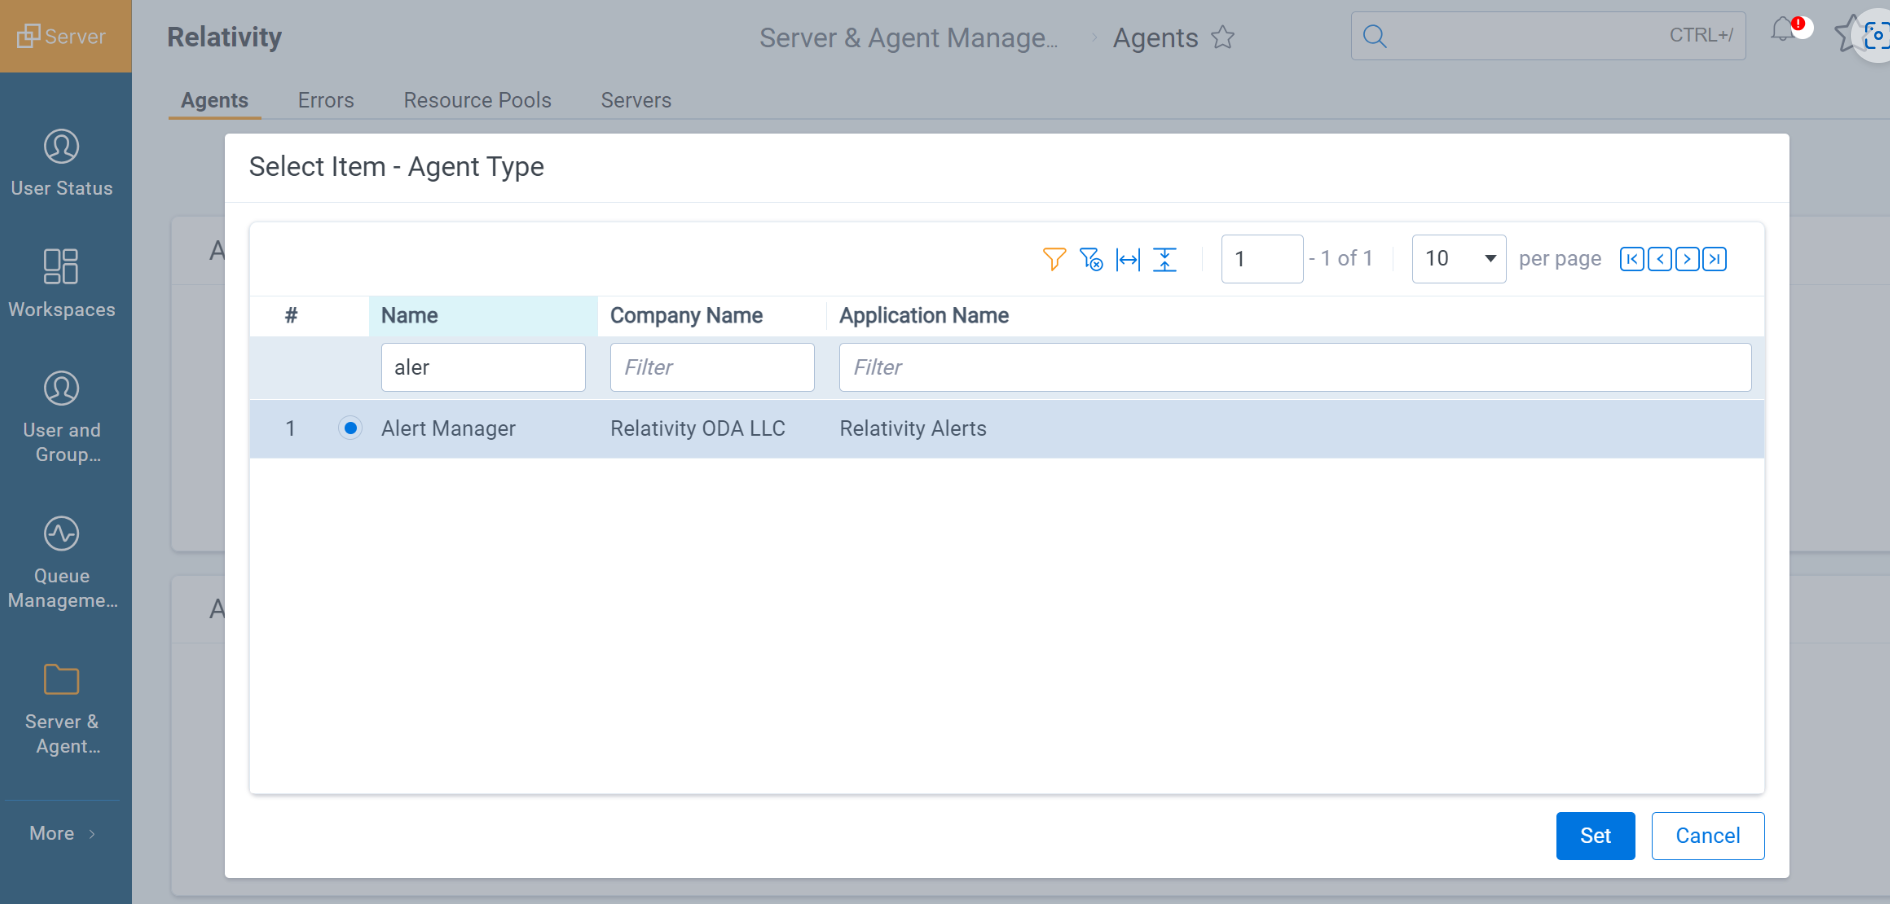 Server
Relativity
Server & Agent Manage...
Agents
CTRL+/
!
Agents
Errors
Resource Pools
Servers
User Status
Workspaces
User and
Group...
Queue
Manageme...
Server &
Agent...
More
A
A
Select Item - Agent Type
1
- 1 of 1
10
per page
# Name Company Name Application Name
aler Filter Filter
1 Alert Manager Relativity ODA LLC Relativity Alerts
Set
Cancel